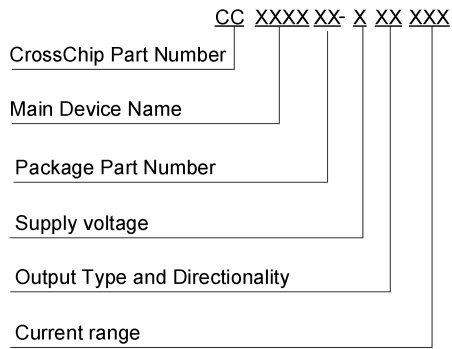 CC XXXX XX- X XX XXX
CrossChip Part Number
Main Device Name
Package Part Number
Supply voltage
Output Type and Directionality
Current range